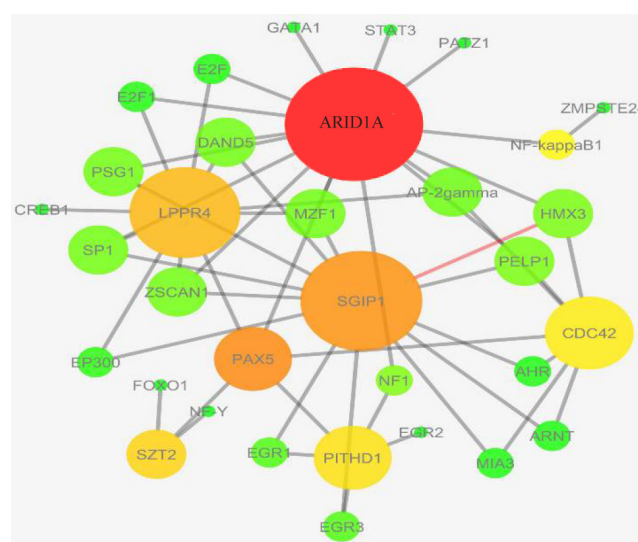 GATA1
STAT3
PATZ1
E2F
E2F1
ARID1A
ZMPSTE24
DAND5
NF-kappaB1
PSG1
AP-2gamma
CREB1
LPPR4
MZF1
HMX3
SP1
PELP1
ZSCAN1
SGIP1
CDC42
EP300
PAX5
AHR
FOXO1
NF1
NF-Y
EGR2
ARNT
SZT2
EGR1
PITHD1
MIA3
EGR3